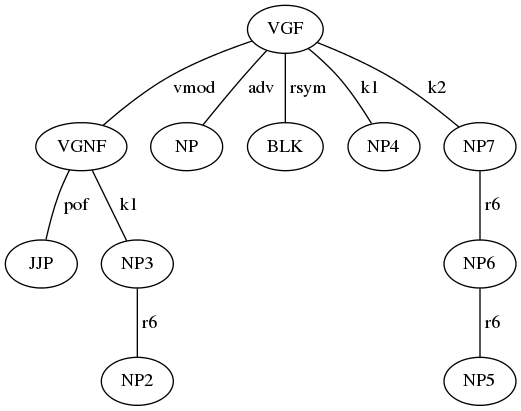 VGF
vmod adv rsym k1 k2
VGNF NP BLK NP4 NP7
pof k1 r6
JJP NP3 NP6
r6 r6
NP2 NP5